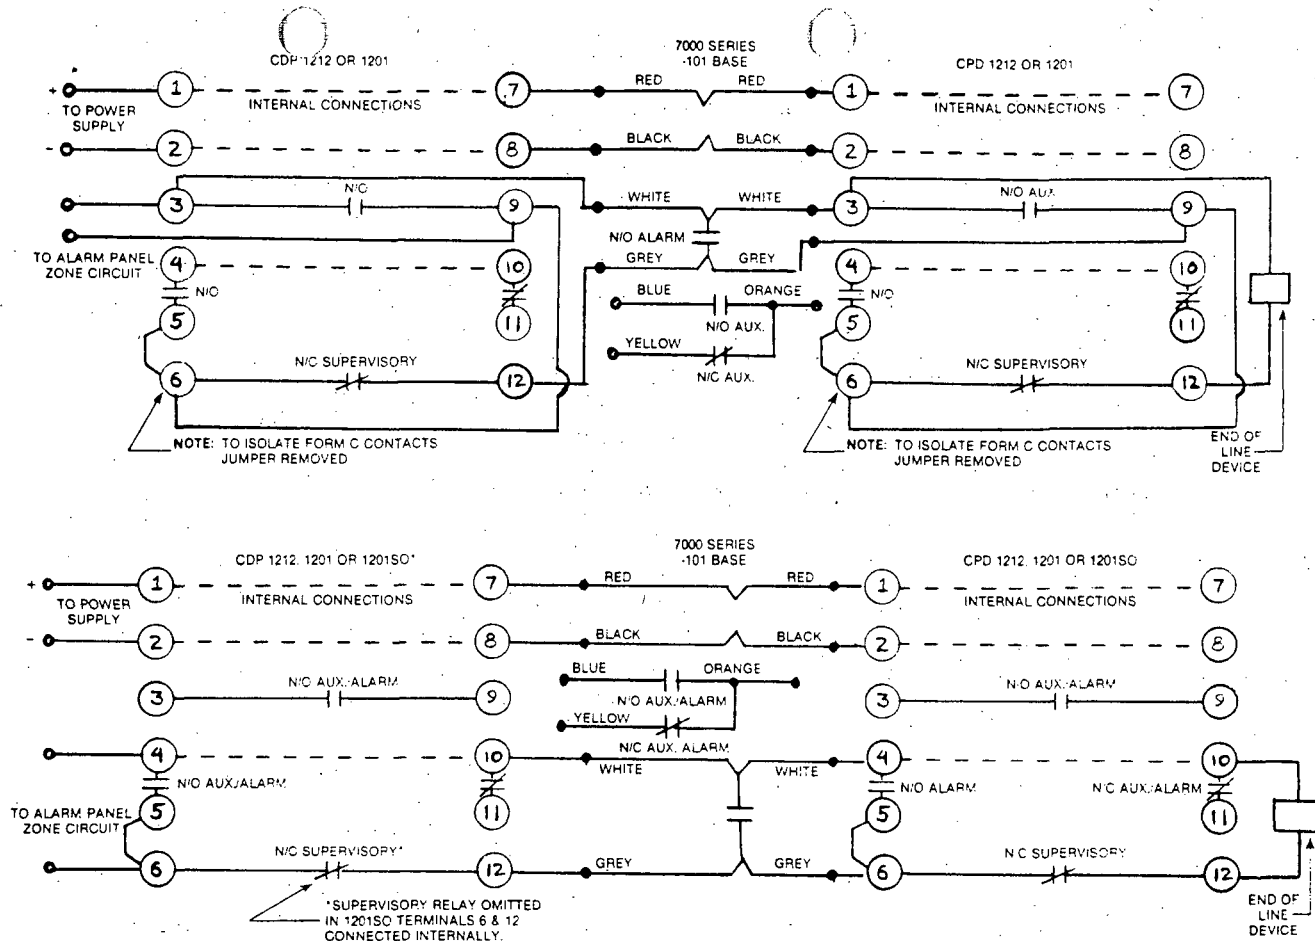 CDP 1212 OR 1201
7000 SERIES
-101 BASE
CPD 1212 OR 1201
+
1
INTERNAL CONNECTIONS
7
RED
RED
1
INTERNAL CONNECTIONS
7
TO POWER
SUPPLY
-
2
8
BLACK
BLACK
2
8
3
N/O
9
WHITE
WHITE
3
N/O AUX.
9
N/O ALARM
TO ALARM PANEL
ZONE CIRCUIT
4
10
GREY
GREY
4
10
N/O
BLUE
ORANGE
N/O
5
11
N/O AUX.
5
11
YELLOW
N/C AUX.
6
N/C SUPERVISORY
12
6
N/C SUPERVISORY
12
NOTE: TO ISOLATE FORM C CONTACTS
JUMPER REMOVED
NOTE: TO ISOLATE FORM C CONTACTS
JUMPER REMOVED
END OF
LINE
DEVICE
CDP 1212, 1201 OR 1201SO*
7000 SERIES
-101 BASE
CPD 1212, 1201 OR 1201SO
+
1
INTERNAL CONNECTIONS
7
RED
RED
1
INTERNAL CONNECTIONS
7
TO POWER
SUPPLY
-
2
8
BLACK
BLACK
2
8
BLUE
ORANGE
3
N/O AUX/ALARM
9
N/O AUX./ALARM
3
N/O AUX/ALARM
9
YELLOW
N/C AUX. ALARM
4
10
WHITE
WHITE
4
10
N/O AUX/ALARM
N/O ALARM
N/C AUX./ALARM
TO ALARM PANEL
ZONE CIRCUIT
5
11
5
11
6
N/C SUPERVISORY*
12
GREY
GREY
6
N/C SUPERVISORY
12
*SUPERVISORY RELAY OMITTED
IN 1201SO TERMINALS 6 & 12
CONNECTED INTERNALLY.
END OF
LINE
DEVICE